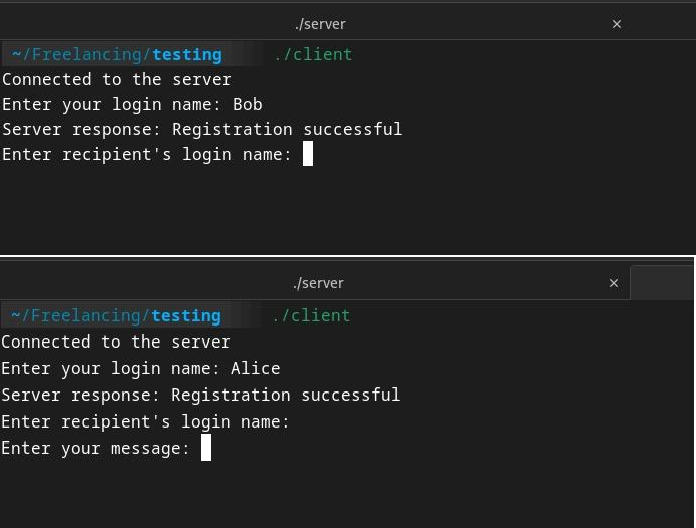 ./server ×
~/Freelancing/testing ./client
Connected to the server
Enter your login name: Bob
Server response: Registration successful
Enter recipient's login name:
./server ×
~/Freelancing/testing ./client
Connected to the server
Enter your login name: Alice
Server response: Registration successful
Enter recipient's login name:
Enter your message: